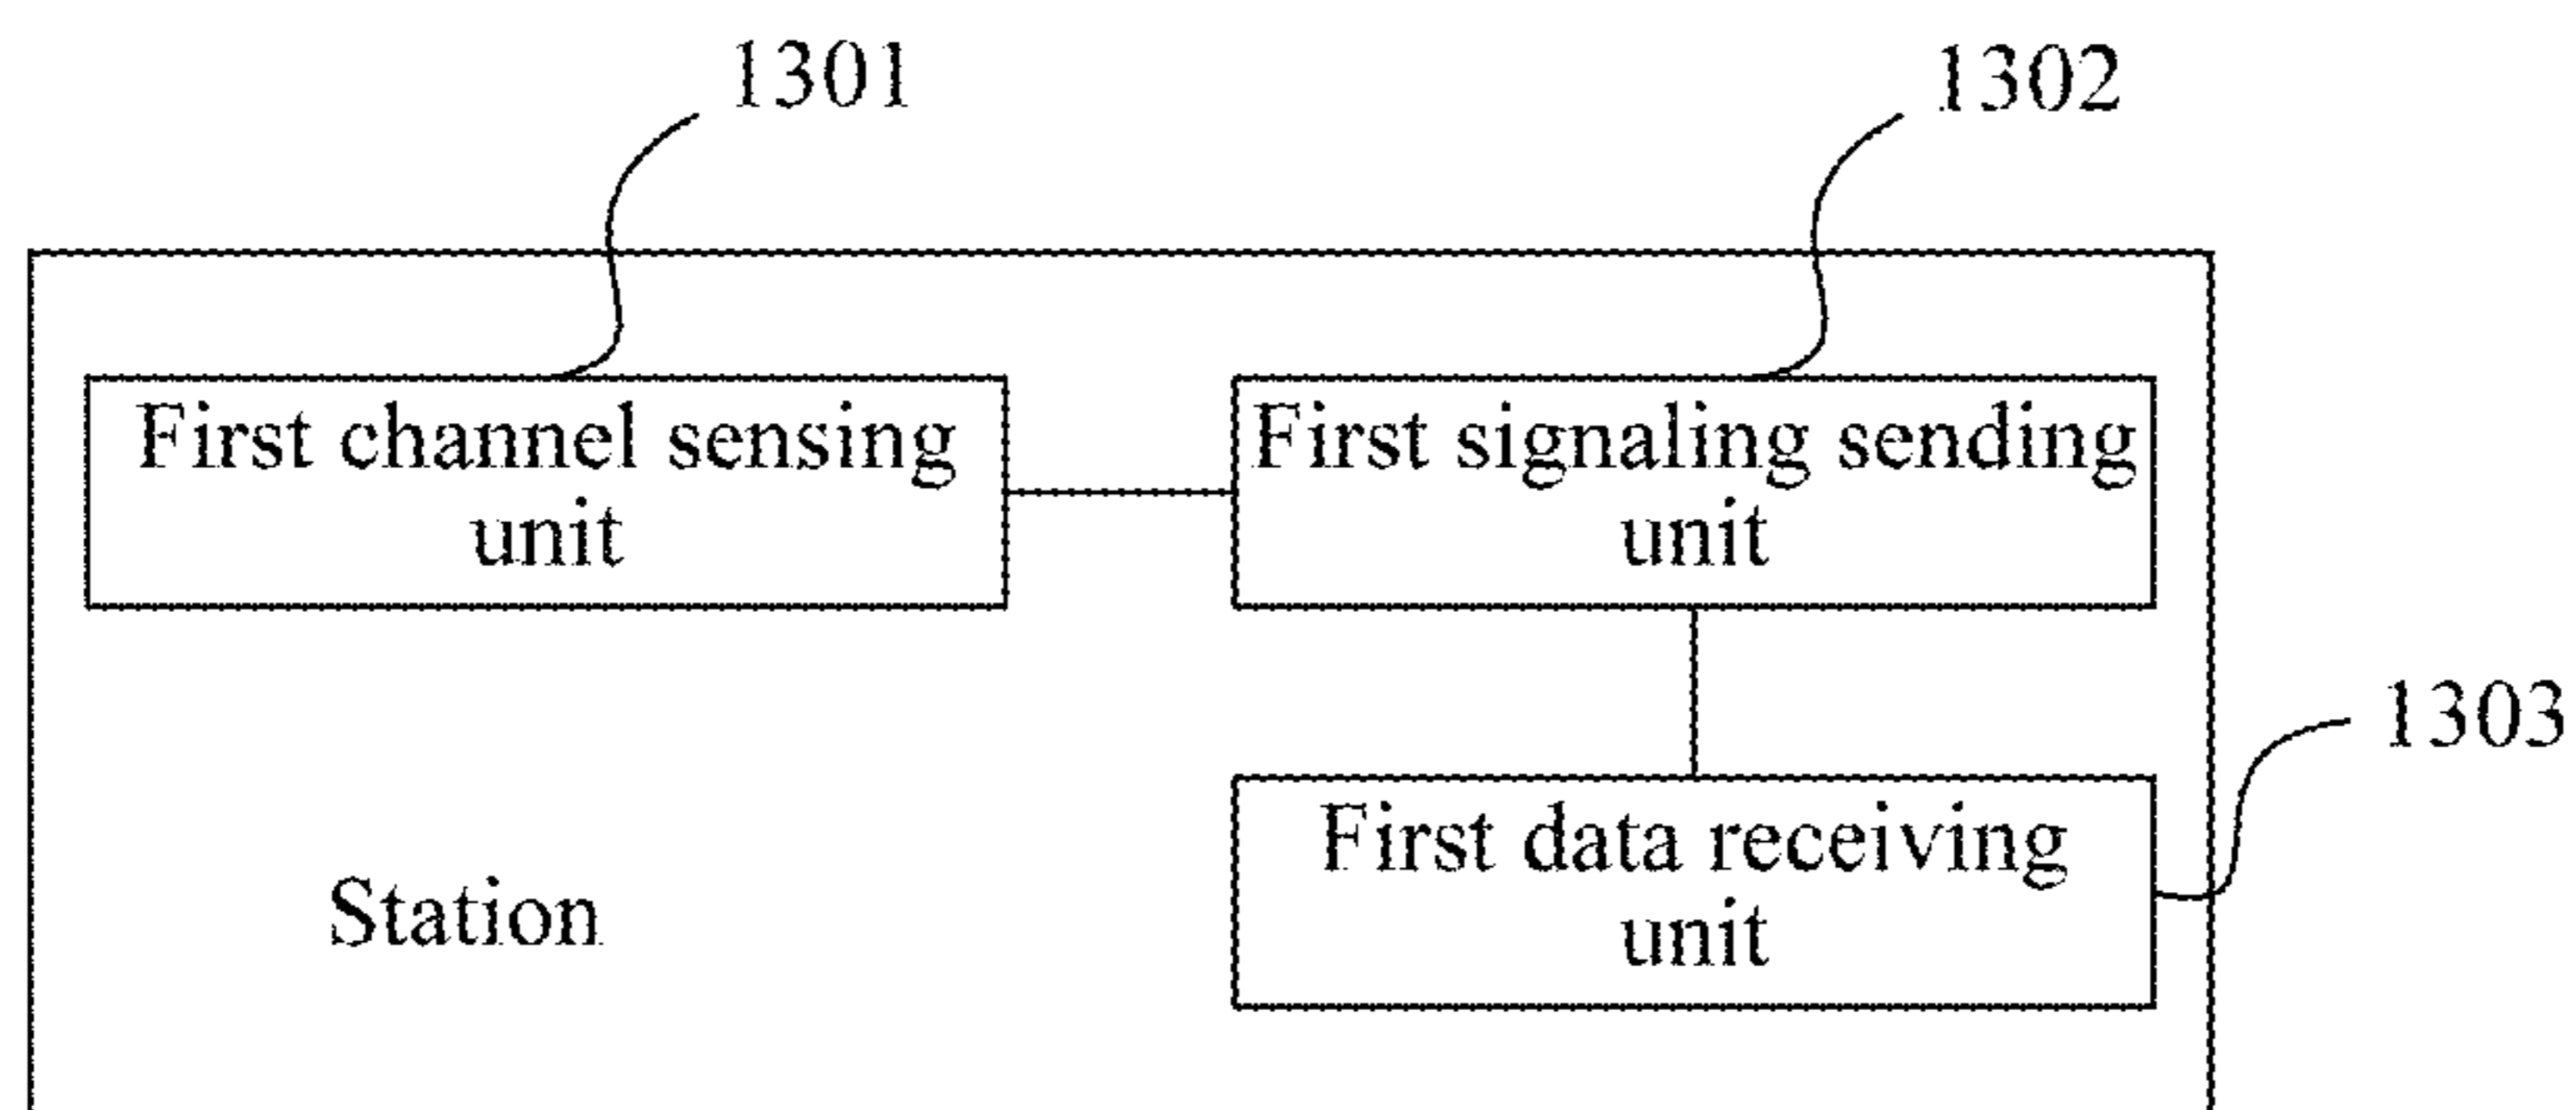 1301
1302
First channel sensing
unit
First signaling sending
unit
1303
First data receiving
unit
Station